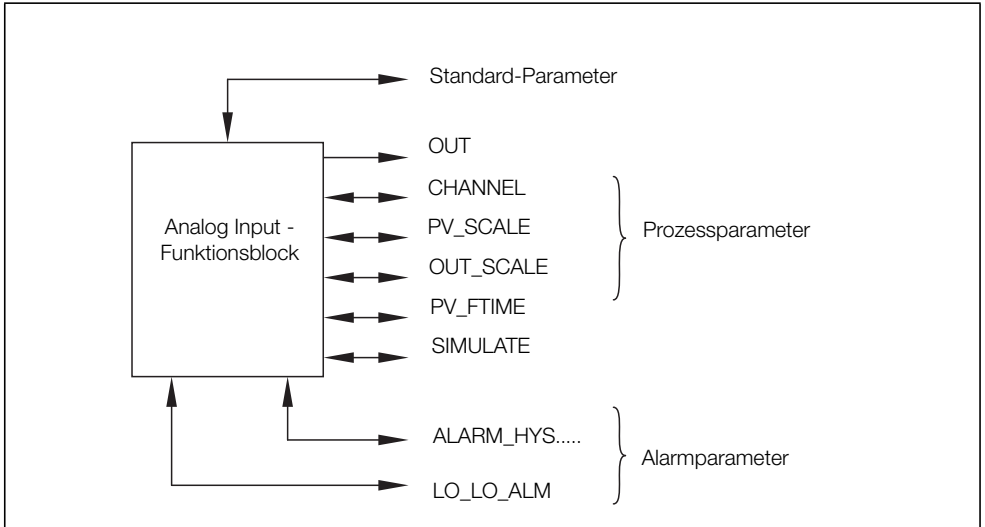 Standard-Parameter
OUT
CHANNEL
PV_SCALE
OUT_SCALE
PV_FTIME
SIMULATE
Prozessparameter
Analog Input -
Funktionsblock
ALARM_HYS.....
LO_LO_ALM
Alarmparameter